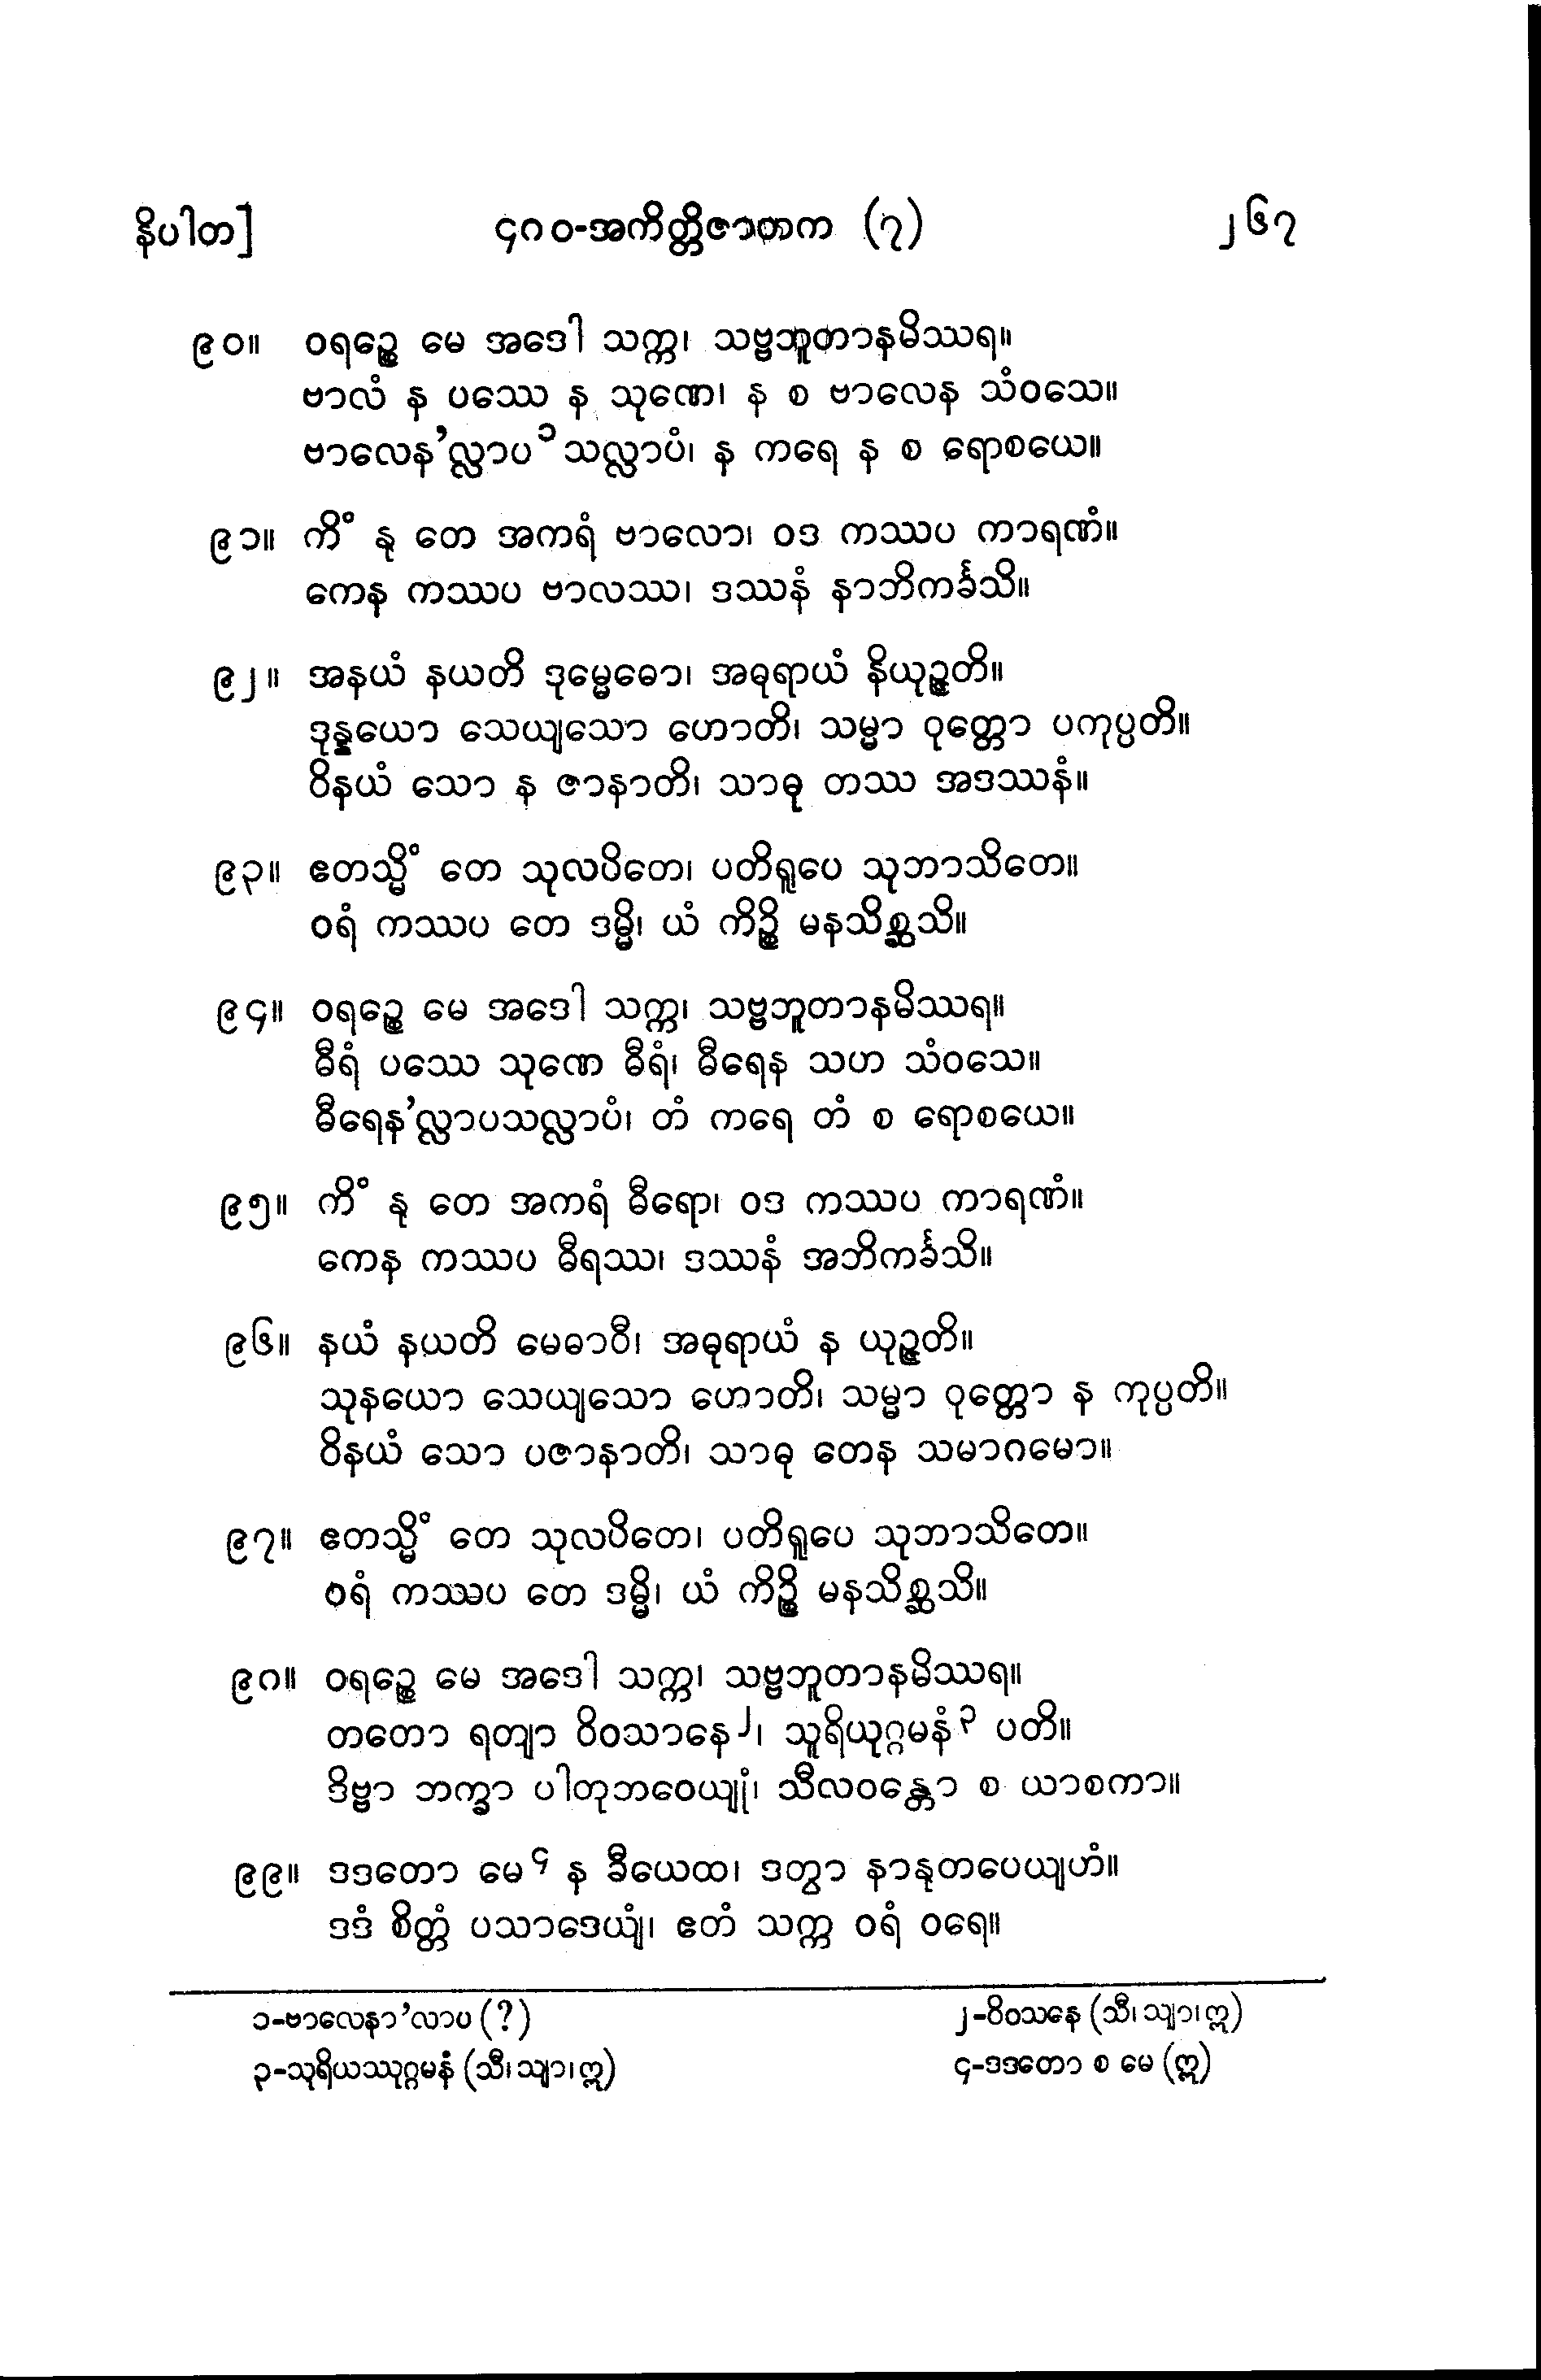 နိပါတ] ၄၈၀-အကိတ္တိဇာတက (၇) ၂၆၇
၉၀။ ဝရဉ္စေ မေ အဒေါ သက္က၊ သဗ္ဗဘူတာနမိဿရ။
ဗာလံ န ပဿေ န သုဏေ၊ န စ ဗာလေန သံဝသေ။
ဗာလေန’လ္လာပ၁ သလ္လာပံ၊ န ကရေ န စ ရောစယေ။
၉၁။ ကိံ နု တေ အကရံ ဗာလော၊ ဝဒ ကဿပ ကာရဏံ။
ကေန ကဿပ ဗာလဿ၊ ဒဿနံ နာဘိကင်္ခသိ။
၉၂။ အနယံ နယတိ ဒုမ္မေဓော၊ အဓုရာယံ နိယုဉ္ဇတိ။
ဒုန္နယော သေယျသော ဟောတိ၊ သမ္မာ ဝုတ္တော ပကုပ္ပတိ။
ဝိနယံ သော န ဇာနာတိ၊ သာဓု တဿ အဒဿနံ။
၉၃။ ဧတသ္မိံ တေ သုလပိတေ၊ ပတိရူပေ သုဘာသိတေ။
ဝရံ ကဿပ တေ ဒမ္မိ၊ ယံ ကိဉ္စိ မနသိစ္ဆသိ။
၉၄။ ဝရဉ္စေ မေ အဒေါ သက္က၊ သဗ္ဗဘူတာနမိဿရ။
ဓီရံ ပဿေ သုဏေ ဓီရံ၊ ဓီရေန သဟ သံဝသေ။
ဓီရေန’လ္လာပသလ္လာပံ၊ တံ ကရေ တံ စ ရောစယေ။
၉၅။ ကိံ နု တေ အကရံ ဓီရော၊ ဝဒ ကဿပ ကာရဏံ။
ကေန ကဿပ ဓီရဿ၊ ဒဿနံ အဘိကင်္ခသိ။
၉၆။ နယံ နယတိ မေဓာဝီ၊ အဓုရာယံ န ယုဉ္ဇတိ။
သုနယော သေယျသော ဟောတိ၊ သမ္မာ ဝုတ္တော န ကုပ္ပတိ။
ဝိနယံ သော ပဇာနာတိ၊ သာဓု တေန သမာဂမော။
၉၇။ ဧတသ္မိံ တေ သုလပိတေ၊ ပတိရူပေ သုဘာသိတေ။
ဝရံ ကဿပ တေ ဒမ္မိ၊ ယံ ကိဉ္စိ မနသိစ္ဆသိ။
၉၈။ ဝရဉ္စေ မေ အဒေါ သက္က၊ သဗ္ဗဘူတာနမိဿရ။
တတော ရတျာ ဝိဝသာနေ၂၊ သူရိယုဂ္ဂမနံ၃ ပတိ။
ဒိဗ္ဗာ ဘက္ခာ ပါတုဘဝေယျုံ၊ သီလဝန္တော စ ယာစကာ။
၉၉။ ဒဒတော မေ၄ န ခီယေထ၊ ဒတွာ နာနုတပေယျဟံ။
ဒဒံ စိတ္တံ ပသာဒေယျံ၊ ဧတံ သက္က ဝရံ ဝရေ။
၁-ဗာလေနာ’လာပ (?) ၂-ဝိဝသနေ (သီ၊ သျာ၊ ဣ)
၃-သုရိယဿုဂ္ဂမနံ (သီ၊ သျာ၊ ဣ) ၄-ဒဒတော စ မေ (ဣ)